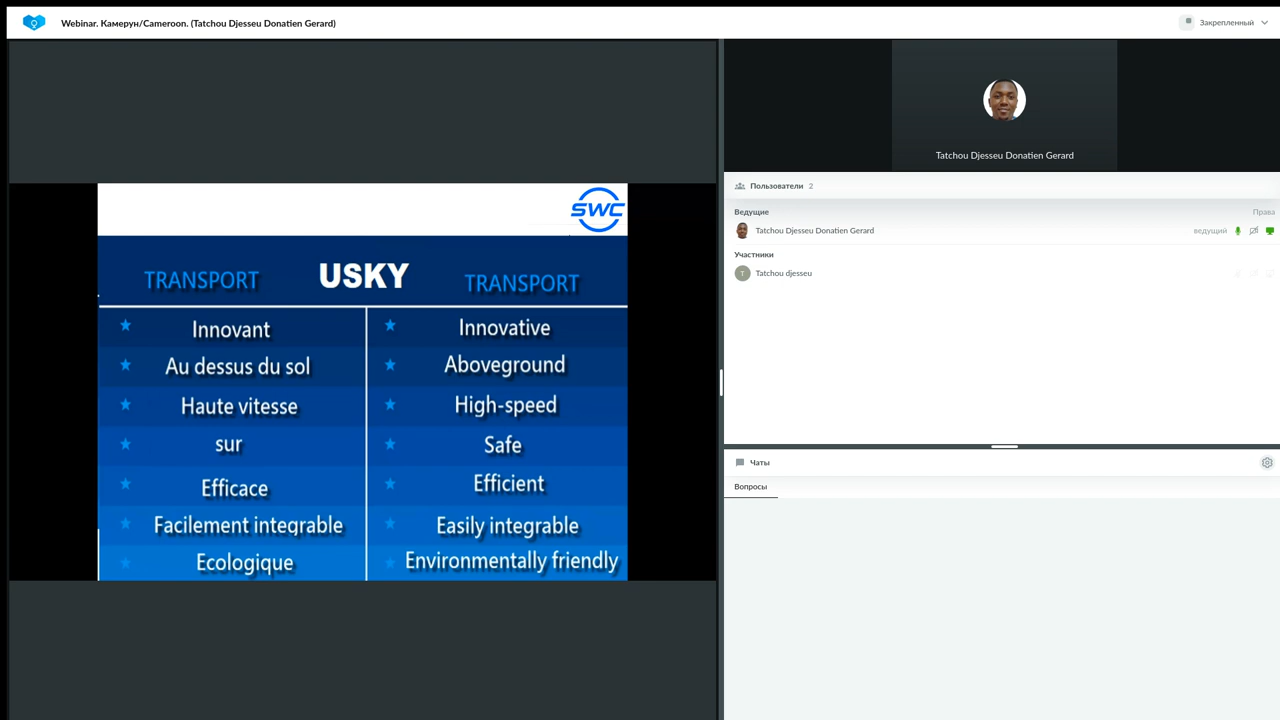 Webinar. Камерун/Cameroon. (Tatchou Djesseu Donatien Gerard)
Закрепленный
Tatchou Djesseu Donatien Gerard
Пользователи 2
Ведущие Права
Tatchou Djesseu Donatien Gerard ведущий
Участники
T Tatchou djesseu
Чаты
Вопросы
SWC
TRANSPORT USKY TRANSPORT
Innovant Innovative
Au dessus du sol Aboveground
Haute vitesse High-speed
sur Safe
Efficace Efficient
Facilement integrable Easily integrable
Ecologique Environmentally friendly